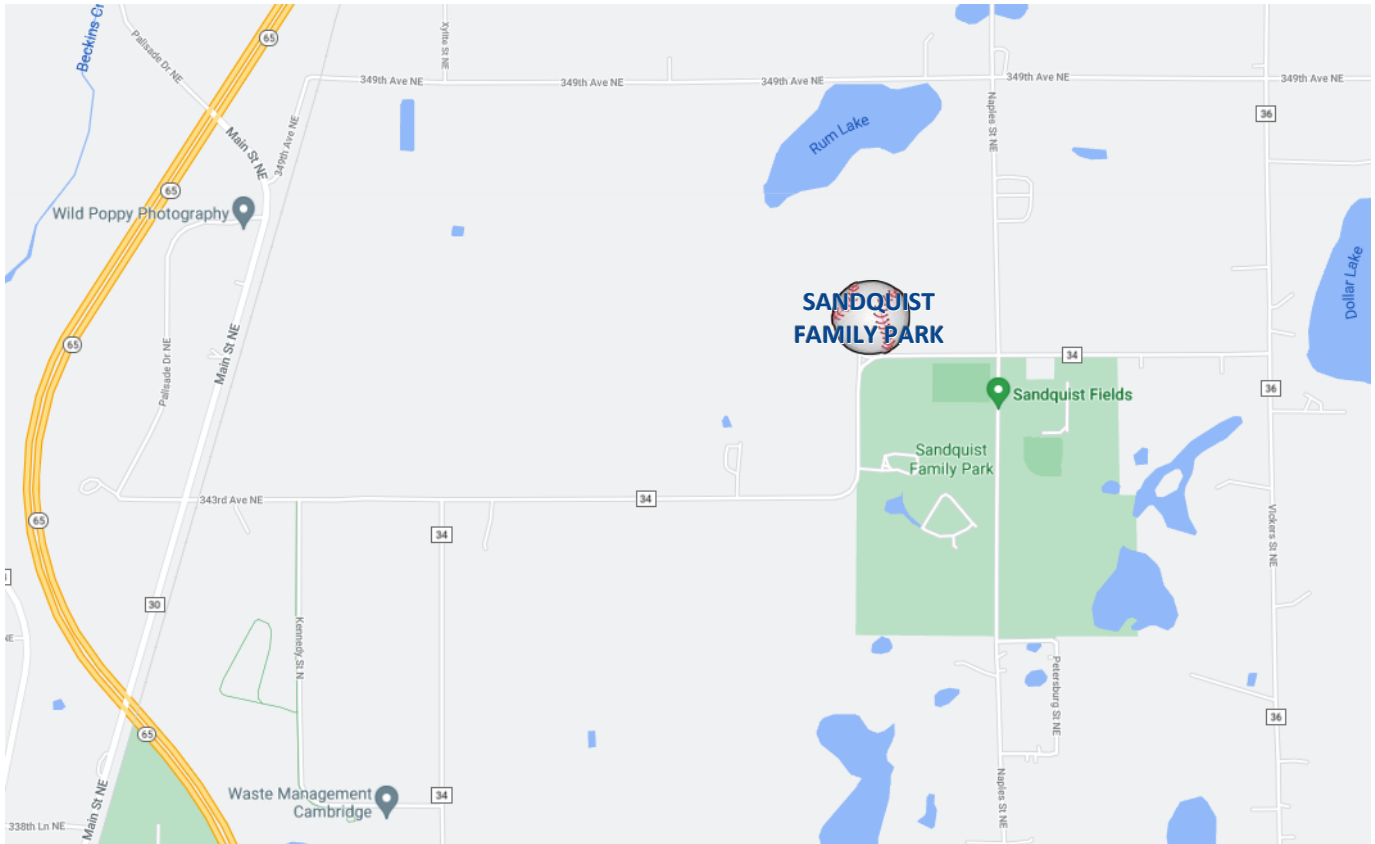 Beckins Cr
65
Palisade Dr NE
Xylite St NE
349th Ave NE
349th Ave NE
349th Ave NE
349th Ave NE
349th Ave NE
Naples St NE
36
Rum Lake
Main St NE
349th Ave NE
65
Wild Poppy Photography
Dollar Lake
SANDQUIST
FAMILY PARK
65
Palisade Dr NE
Main St NE
34
36
Sandquist Fields
Sandquist
Family Park
343rd Ave NE
34
65
34
Vickers St NE
30
NE
Kennedy St N
Petersburg St NE
36
65
Waste Management
Cambridge
34
Naples St NE
Main St NE
338th Ln NE